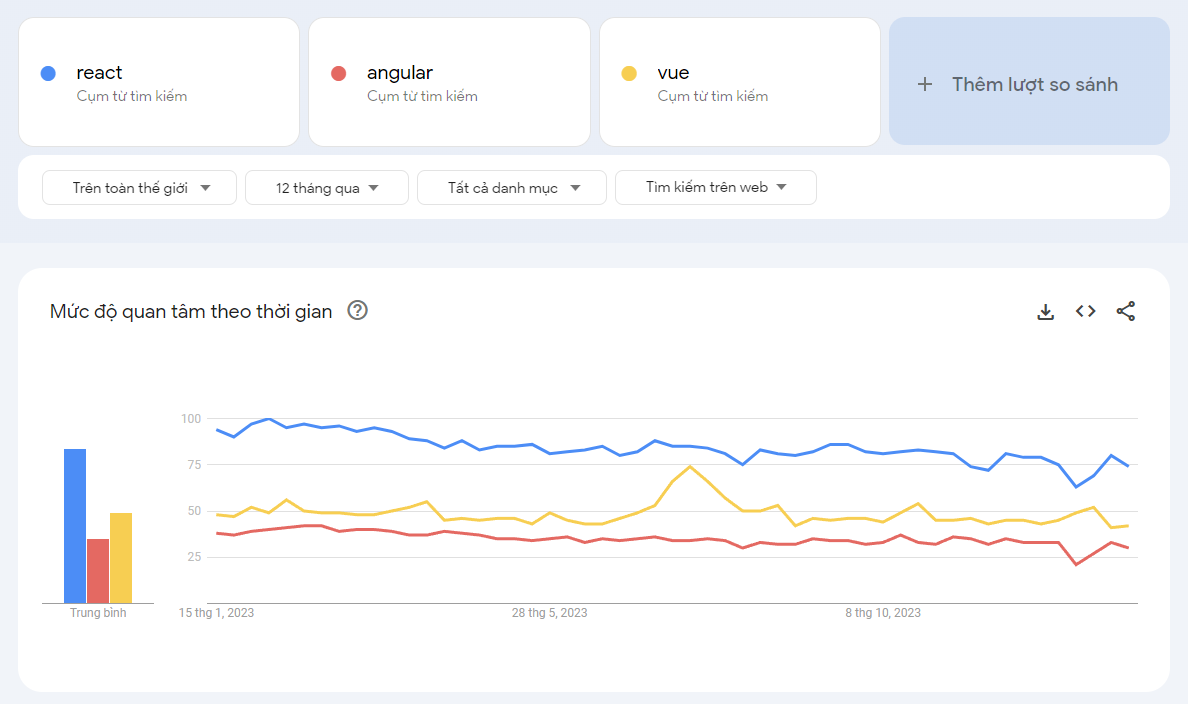 react
Cụm từ tìm kiếm
angular
Cụm từ tìm kiếm
vue
Cụm từ tìm kiếm
+ Thêm lượt so sánh
Trên toàn thế giới
12 tháng qua
Tất cả danh mục
Tìm kiếm trên web
Mức độ quan tâm theo thời gian
100
75
50
25
Trung bình
15 thg 1, 2023
28 thg 5, 2023
8 thg 10, 2023